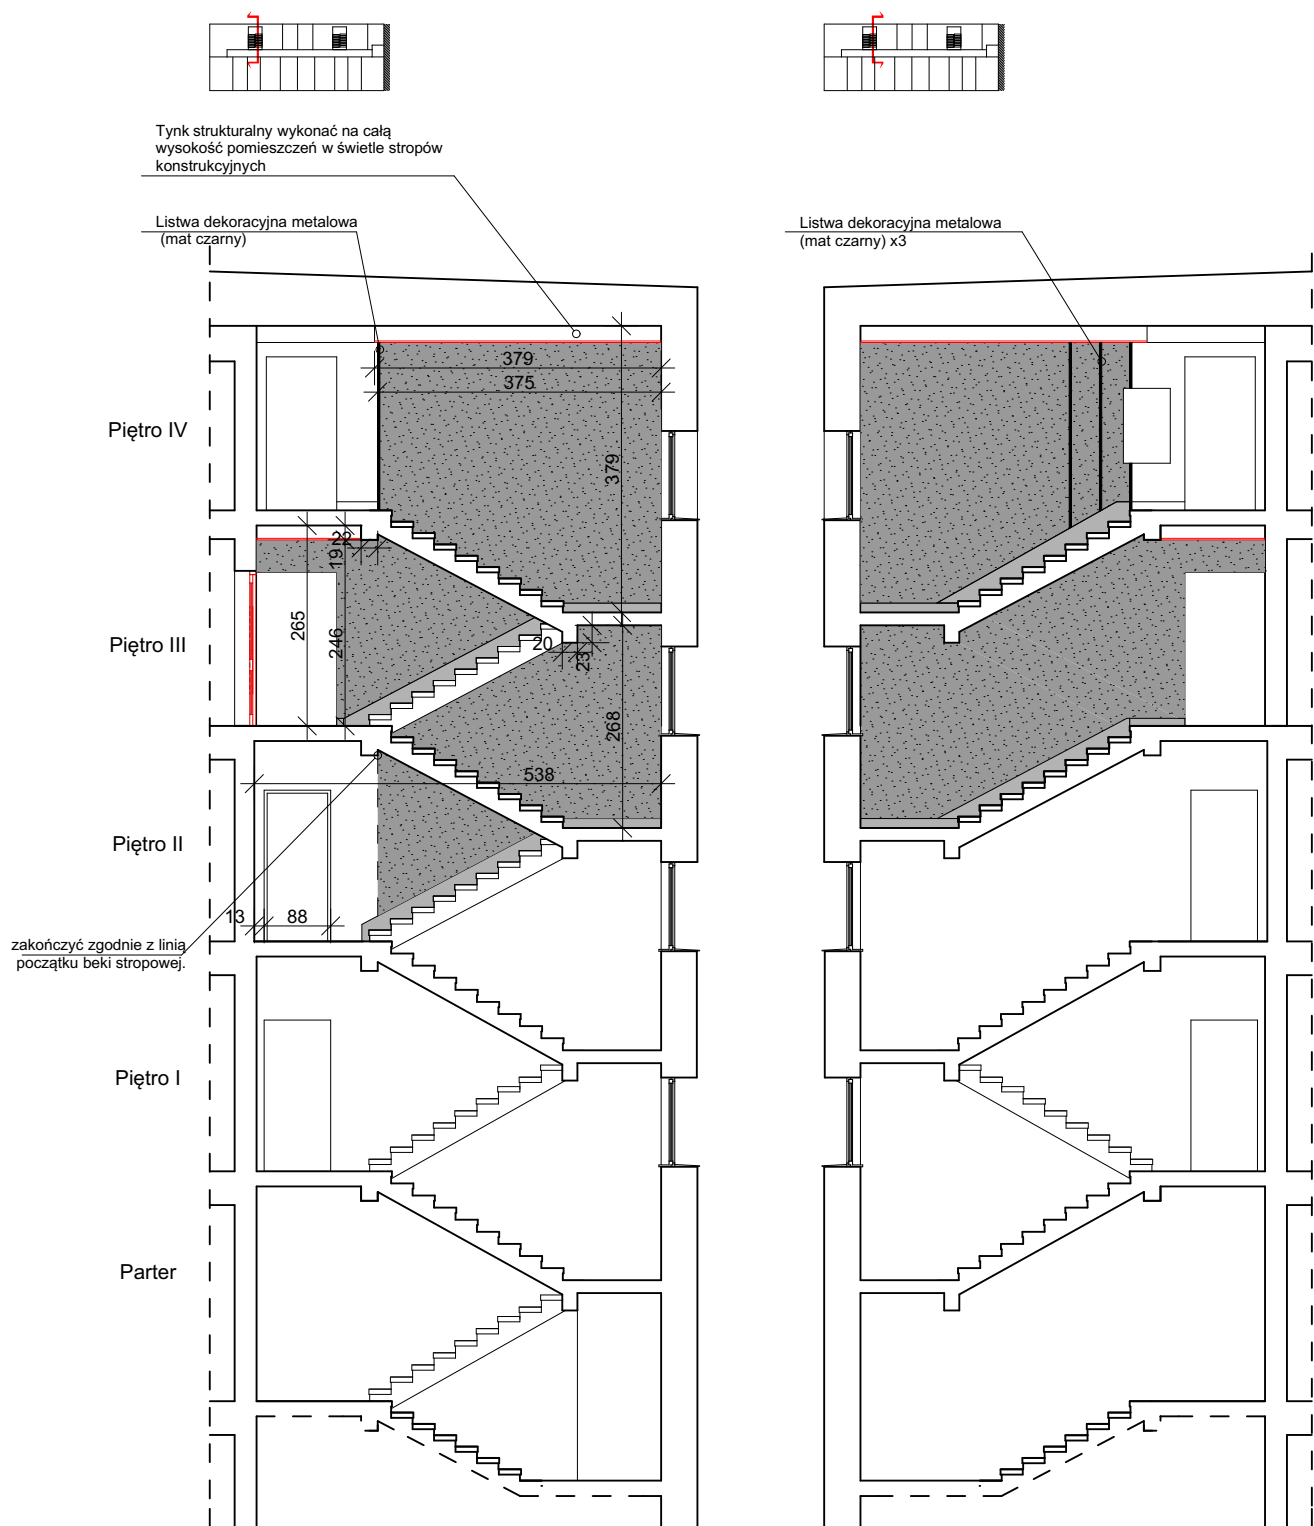 Tynk strukturalny wykonać na całą
wysokość pomieszczeń w świetle stropów
konstrukcyjnych
Listwa dekoracyjna metalowa
(mat czarny)
Listwa dekoracyjna metalowa
(mat czarny) x3
379
375
Piętro IV
379
22
19
265
246
Piętro III
20
23
268
538
Piętro II
13
88
zakończyć zgodnie z linią
początku beki stropowej.
Piętro I
Parter